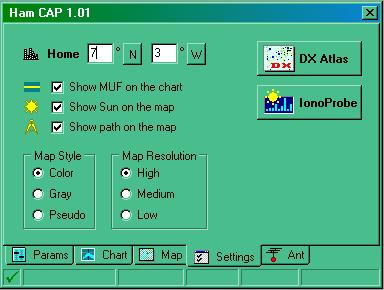 Ham CAP 1.01
Home 7 ° N 3 ° W
DX DX Atlas
Show MUF on the chart
Show Sun on the map
IonoProbe
Show path on the map
Map Style Map Resolution
Color High
Gray Medium
Pseudo Low
Params Chart Map Settings Ant